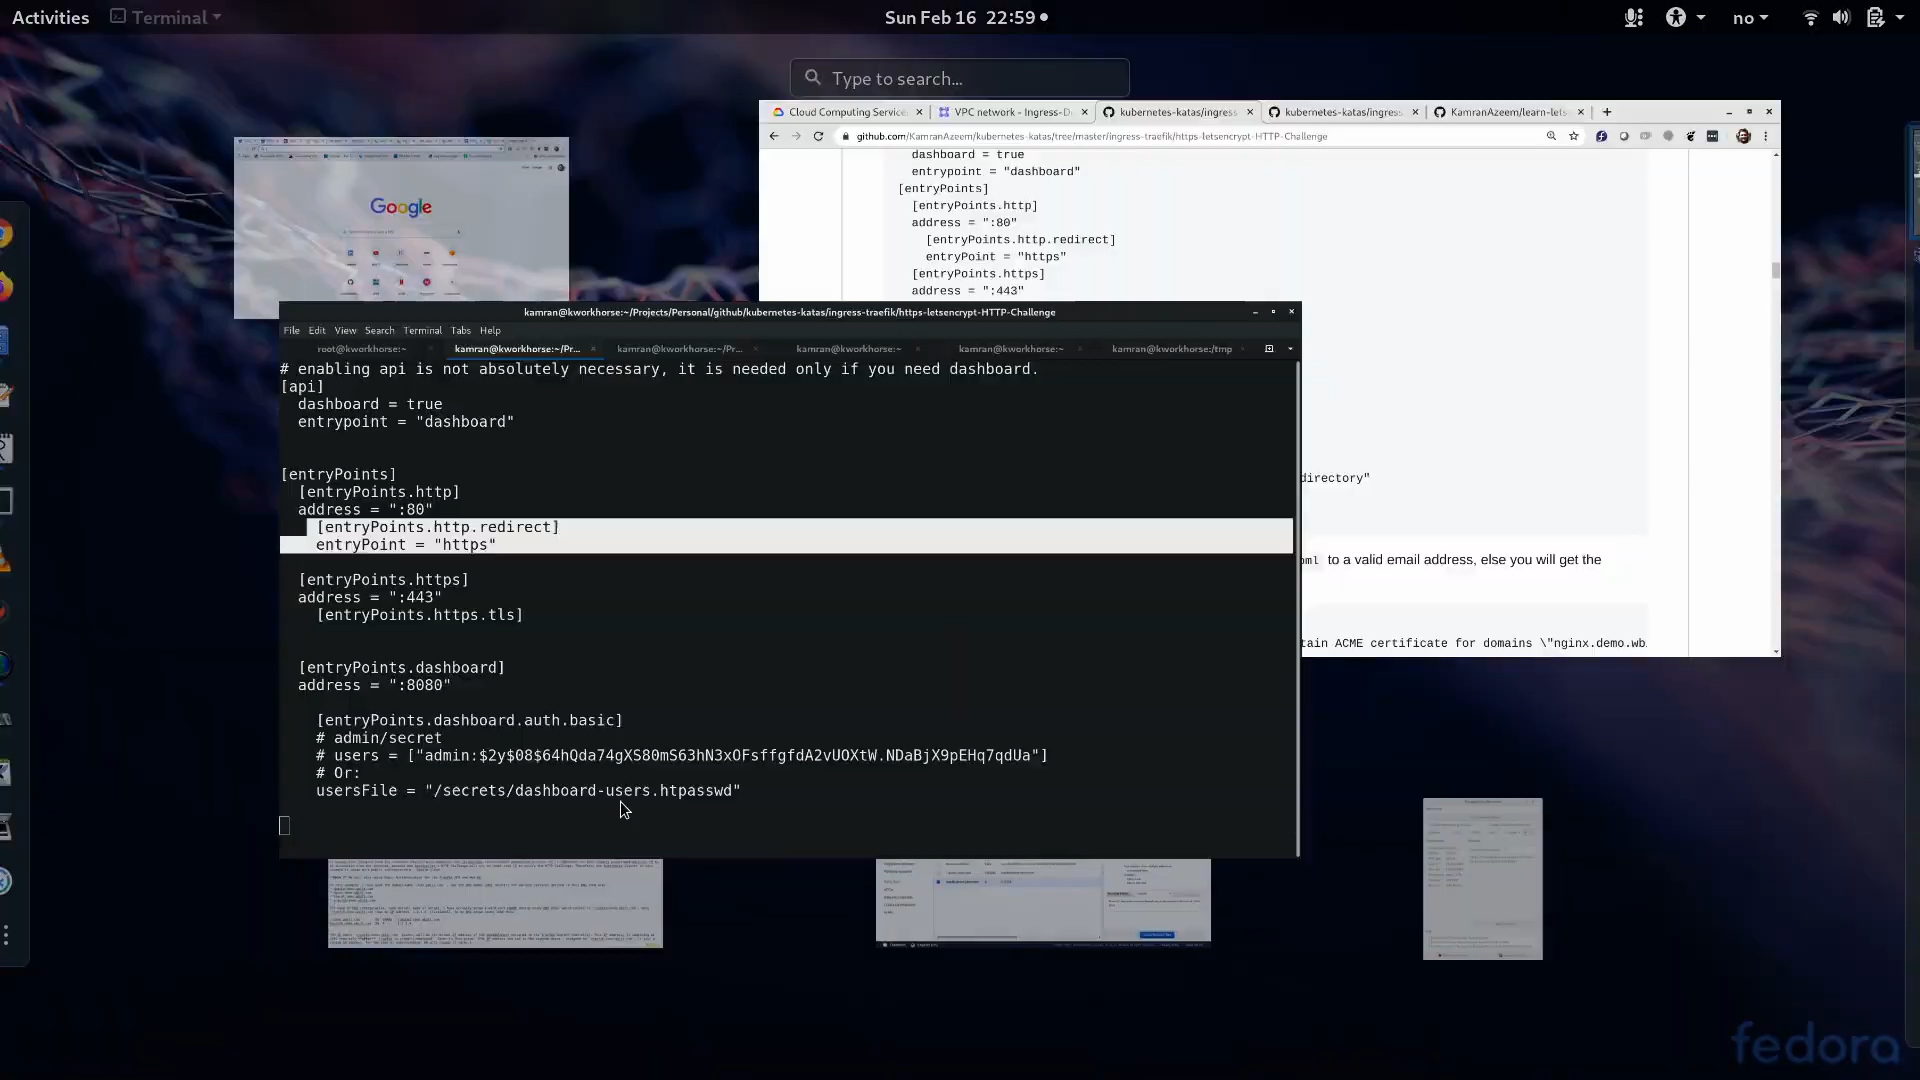 Activities
Terminal
Sun Feb 16 22:59
no
Type to search...
Google
Cloud Computing Service
VPC network - Ingress-D
kubernetes-katas/ingress
kubernetes-katas/ingress
KamranAzeem/learn-lets
github.com/KamranAzeem/kubernetes-katas/tree/master/ingress-traefik/https-letsencrypt-HTTP-Challenge
dashboard = true
entrypoint = "dashboard"
[entryPoints]
[entryPoints.http]
address = ":80"
[entryPoints.http.redirect]
entryPoint = "https"
[entryPoints.https]
address = ":443"
directory"
to a valid email address, else you will get the
tain ACME certificate for domains \"nginx.demo.wb
kamran@kworkhorse:~/Projects/Personal/github/kubernetes-katas/ingress-traefik/https-letsencrypt-HTTP-Challenge
File Edit View Search Terminal Tabs Help
root@kworkhorse:~
kamran@kworkhorse:~/Pr...
kamran@kworkhorse:~/Pr...
kamran@kworkhorse:~
kamran@kworkhorse:~
kamran@kworkhorse:/tmp
# enabling api is not absolutely necessary, it is needed only if you need dashboard.
[api]
dashboard = true
entrypoint = "dashboard"
[entryPoints]
[entryPoints.http]
address = ":80"
[entryPoints.http.redirect]
entryPoint = "https"
[entryPoints.https]
address = ":443"
[entryPoints.https.tls]
[entryPoints.dashboard]
address = ":8080"
[entryPoints.dashboard.auth.basic]
# admin/secret
# users = ["admin:$2y$08$64hQda74gXS80mS63hN3xOFsffgfdA2vUOXtW.NDaBjX9pEHq7qdUa"]
# Or:
usersFile = "/secrets/dashboard-users.htpasswd"
fedora